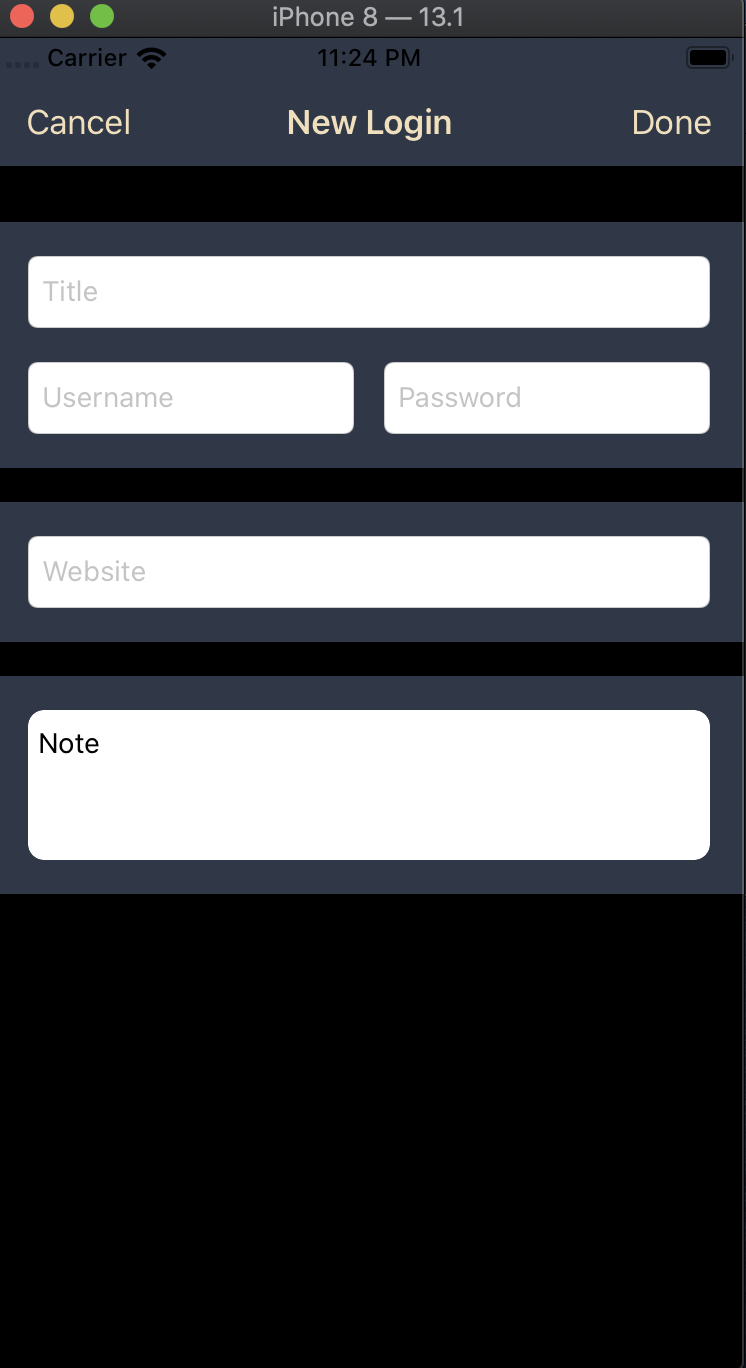 iPhone 8 — 13.1
Carrier 11:24 PM
Cancel New Login Done
Title
Username Password
Website
Note